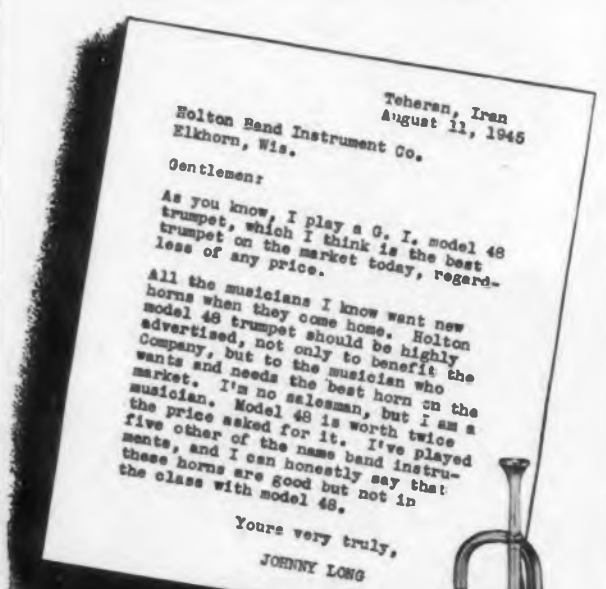 Teheran, Iran
August 11, 1945
Holton Band Instrument Co.
Elkhorn, Wis.
Gentlemen:
As you know, I play a G. I. model 48
trumpet, which I think is the best
trumpet on the market today, regard-
less of any price.
All the musicians I know want new
horns when they come home. Holton
model 48 trumpet should be highly
advertised, not only to benefit the
Company, but to the musician who
wants and needs the best horn on the
market. I'm no salesman, but I am a
musician. Model 48 is worth twice
the price asked for it. I've played
five other of the name band instru-
ments, and I can honestly say that
these horns are good but not in
the class with model 48.
Yours very truly,
JOHNNY LONG